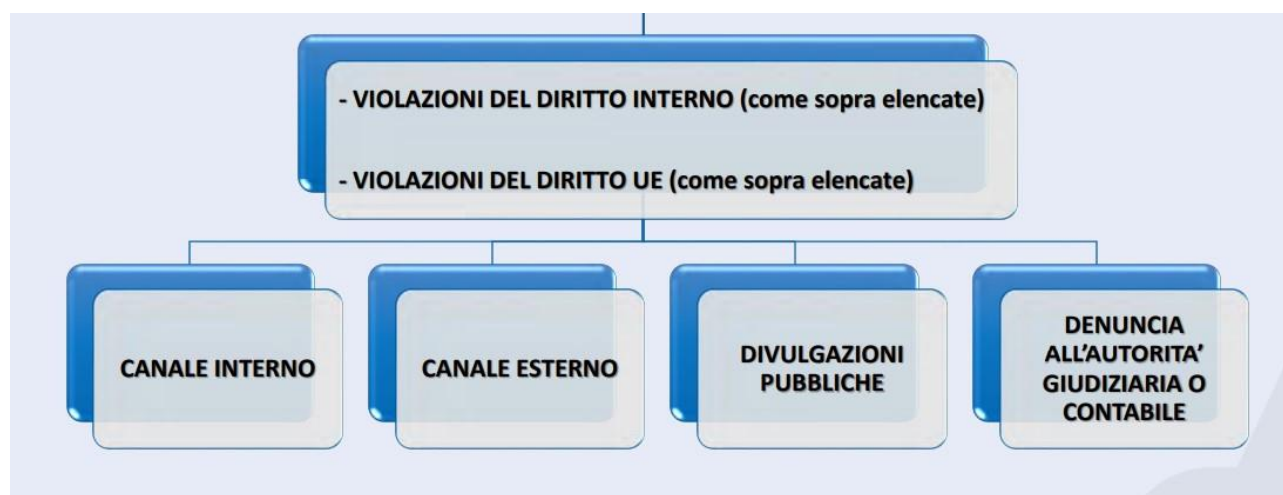 - VIOLAZIONI DEL DIRITTO INTERNO (come sopra elencate)
- VIOLAZIONI DEL DIRITTO UE (come sopra elencate)
CANALE INTERNO
CANALE ESTERNO
DIVULGAZIONI
PUBBLICHE
DENUNCIA
ALL'AUTORITA'
GIUDIZIARIA O
CONTABILE